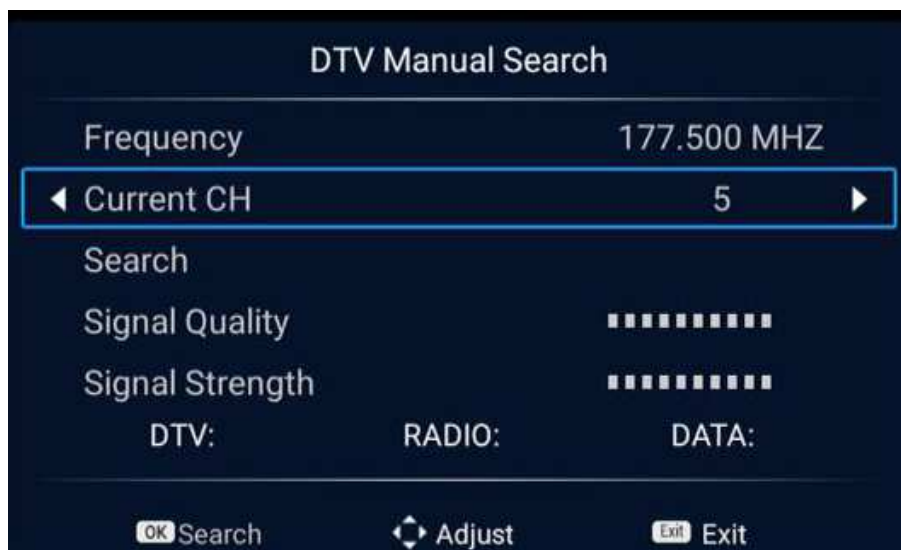 DTV Manual Search
Frequency 177.500 MHZ
Current CH 5
Search
Signal Quality
Signal Strength
DTV: RADIO: DATA:
OK Search Adjust Exit Exit